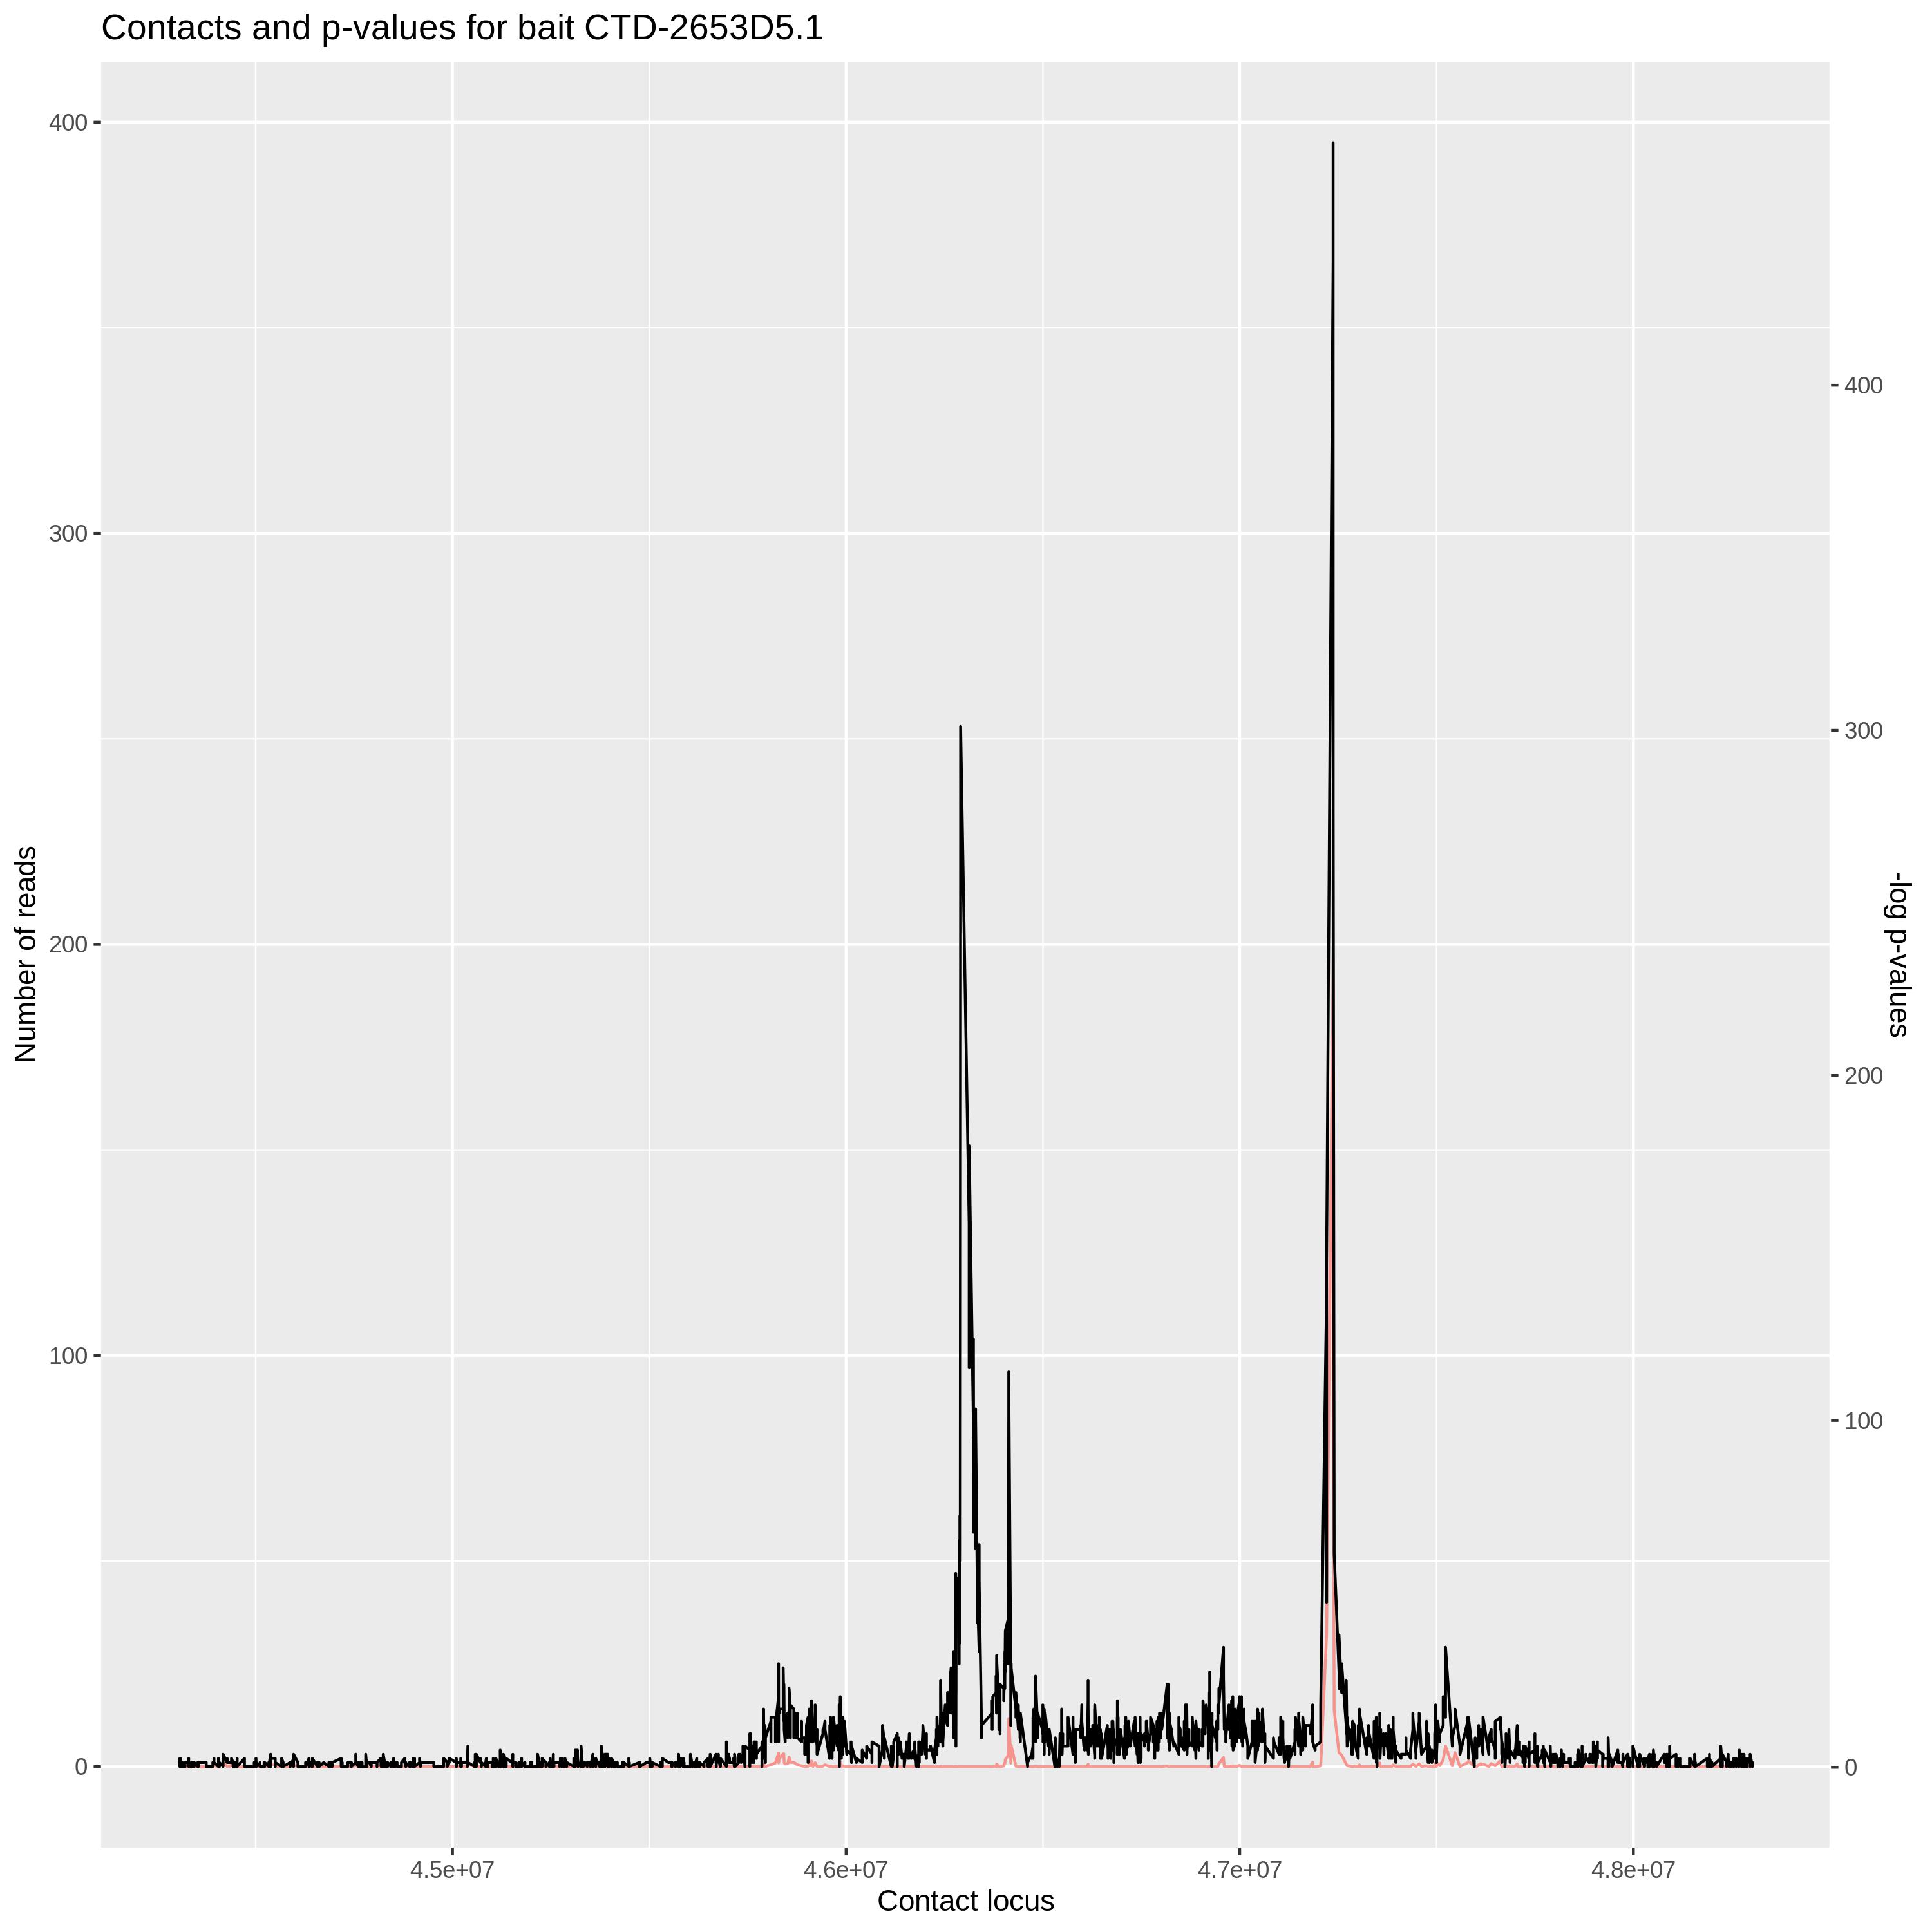 Contacts and p-values for bait CTD-2653D5.1
400
300
200
100
0
Number of reads
400
300
200
100
0
-log p-values
4.5e+07
4.6e+07
4.7e+07
4.8e+07
Contact locus